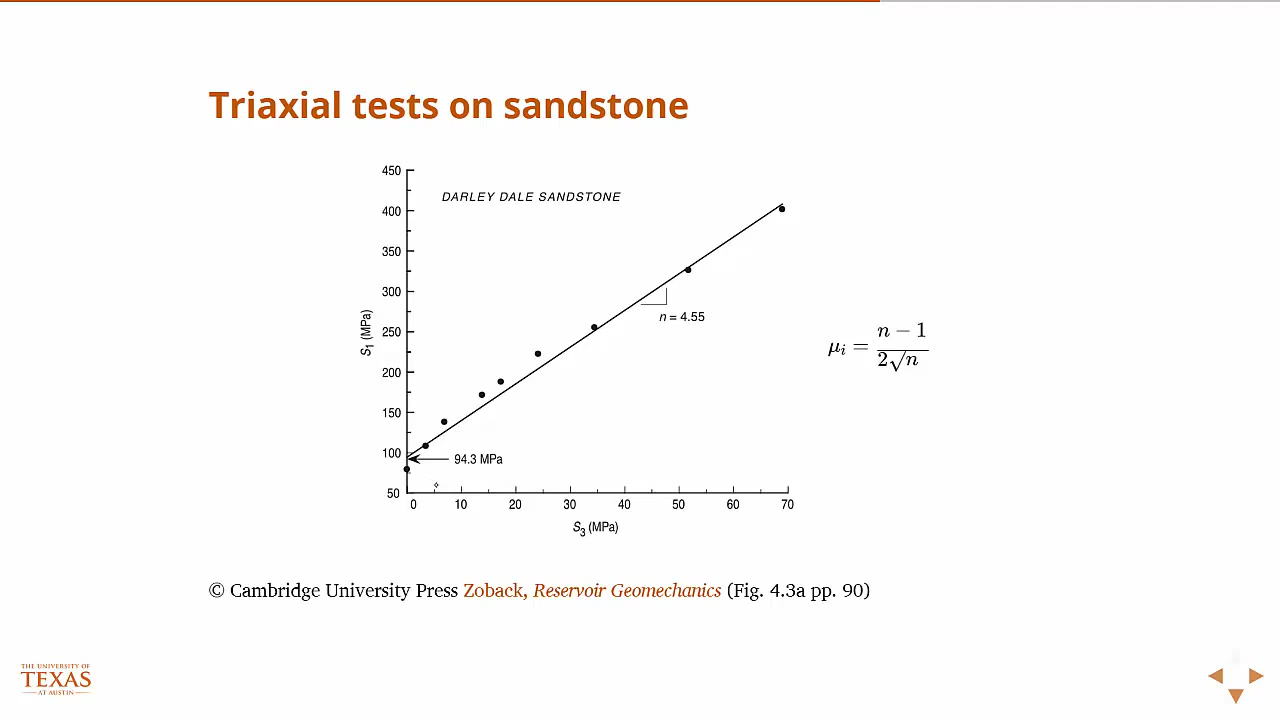 Triaxial tests on sandstone
DARLEY DALE SANDSTONE
450
400
350
300
250
200
150
100
50
S1 (MPa)
n = 4.55
94.3 MPa
0 10 20 30 40 50 60 70
S3 (MPa)
μi = (n − 1) / (2√n)
© Cambridge University Press Zoback, Reservoir Geomechanics (Fig. 4.3a pp. 90)
THE UNIVERSITY OF
TEXAS
AT AUSTIN